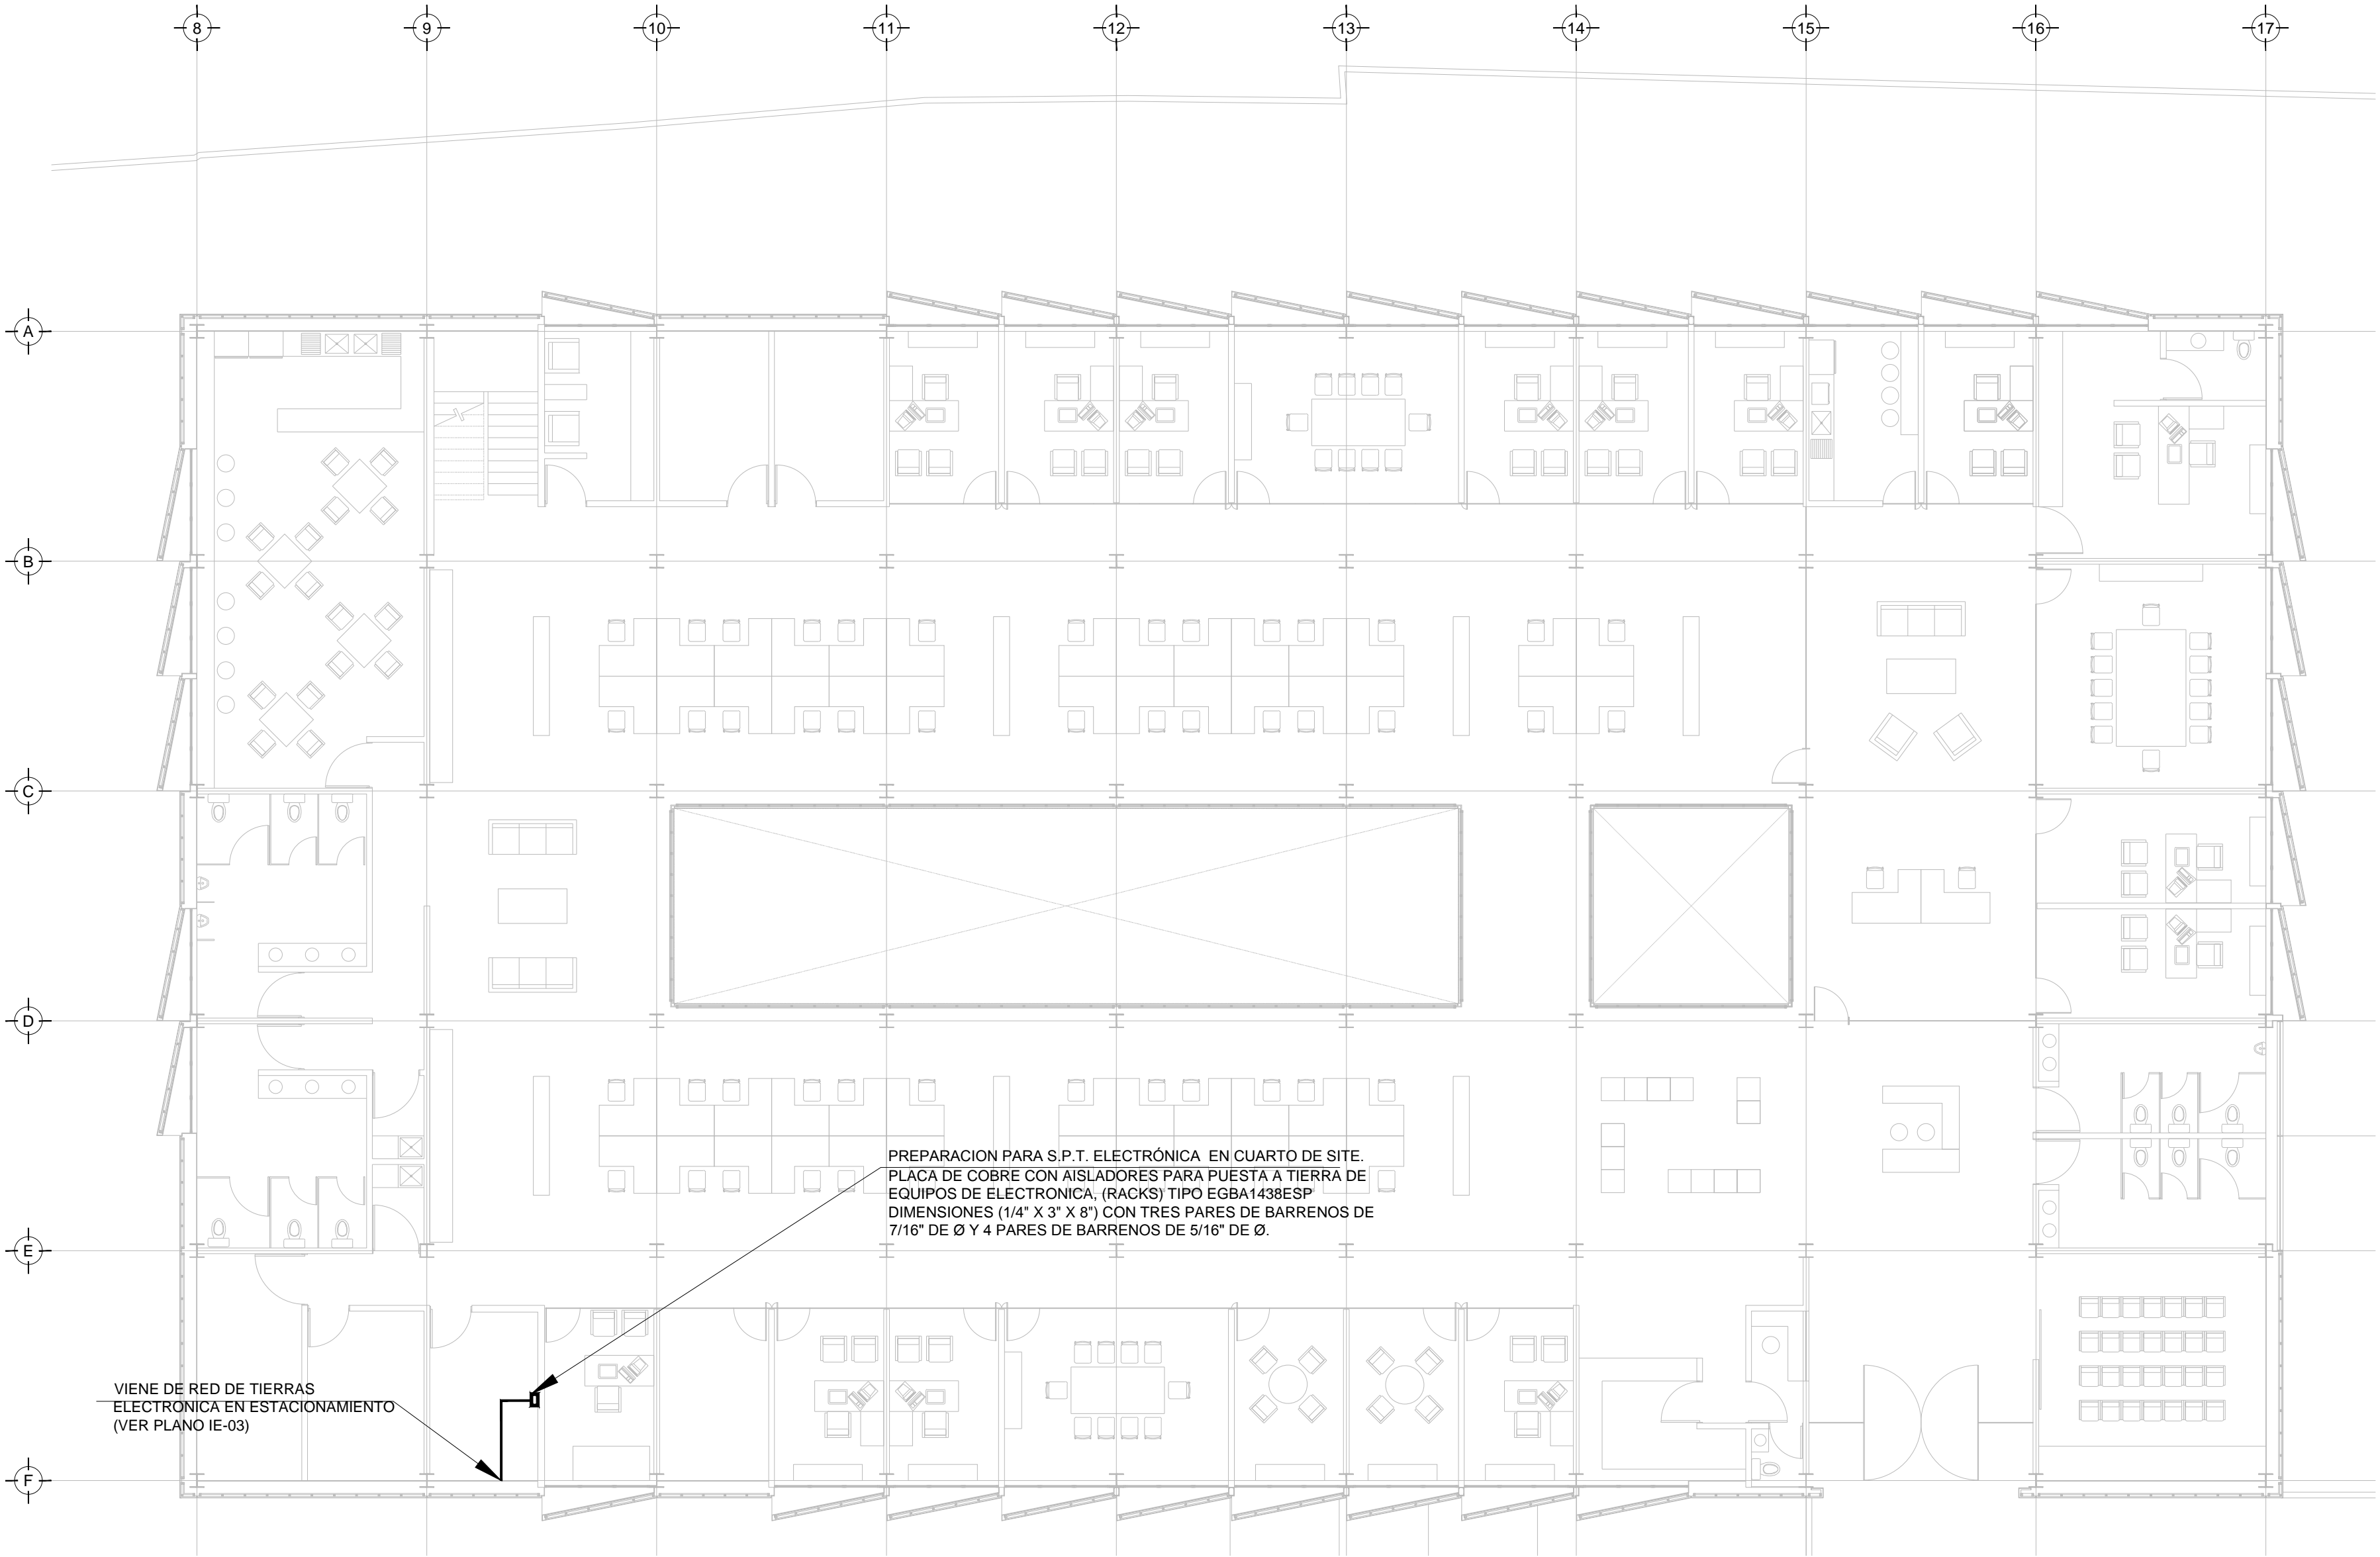 8 9 10 11 12 13 14 15 16 17
A
B
C
D
E
F
PREPARACION PARA S.P.T. ELECTRÓNICA EN CUARTO DE SITE.
PLACA DE COBRE CON AISLADORES PARA PUESTA A TIERRA DE
EQUIPOS DE ELECTRONICA, (RACKS) TIPO EGBA1438ESP
DIMENSIONES (1/4" X 3" X 8") CON TRES PARES DE BARRENOS DE
7/16" DE Ø Y 4 PARES DE BARRENOS DE 5/16" DE Ø.
VIENE DE RED DE TIERRAS
ELECTRONICA EN ESTACIONAMIENTO
(VER PLANO IE-03)